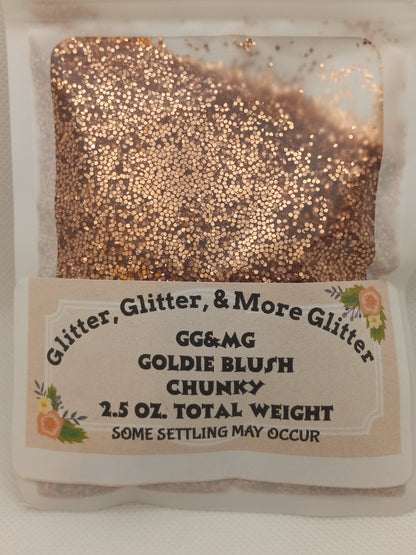 Glitter, Glitter, & More Glitter
GG&MG
GOLDIE BLUSH
CHUNKY
2.5 OZ. TOTAL WEIGHT
SOME SETTLING MAY OCCUR